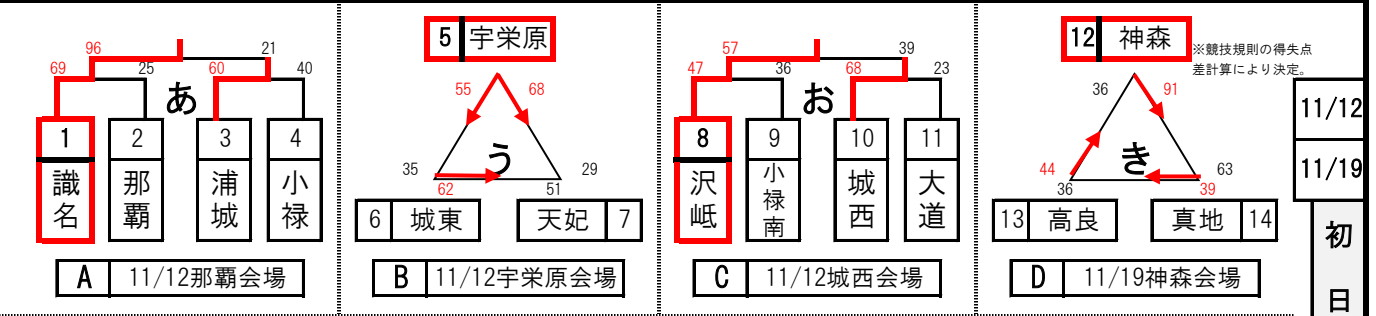 96
21
69
25
60
40
あ
1
識名
2
那覇
3
浦城
4
小禄
A
11/12那覇会場
5
宇栄原
55
68
う
35
62
51
29
6
城東
天妃
7
B
11/12宇栄原会場
57
39
47
36
68
23
お
8
沢岻
9
小禄南
10
城西
11
大道
C
11/12城西会場
12
神森
※競技規則の得失点
差計算により決定。
36
91
き
44
36
39
63
13
高良
真地
14
D
11/19神森会場
11/12
11/19
初日